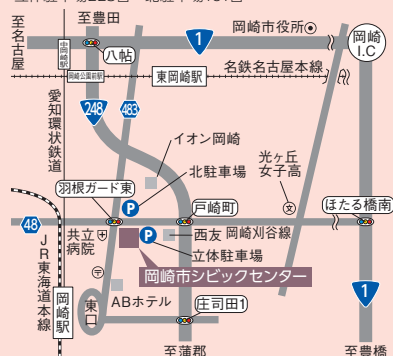 至豊田
岡崎市役所
至名古屋
中岡崎駅
八帖
1
岡崎I.C
岡崎公園前駅
東岡崎駅
名鉄名古屋本線
愛知環状鉄道
248
483
イオン岡崎
光ヶ丘女子高
北駐車場
羽根ガード東
P
戸崎町
ほたる橋南
48
共立病院
P
西友
岡崎刈谷線
立体駐車場
JR東海道本線
岡崎市シビックセンター
岡崎駅
東口
ABホテル
庄司田1
1
至蒲郡
至豊橋